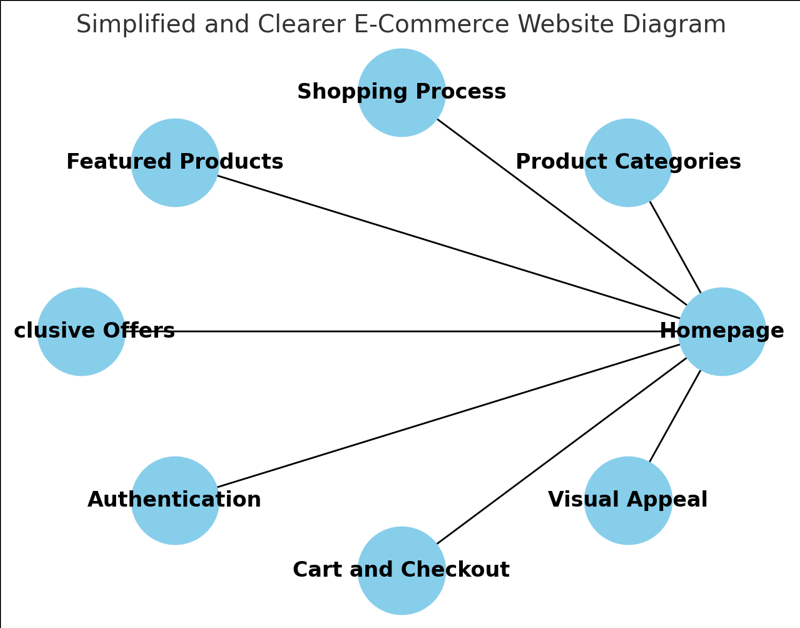 Simplified and Clearer E-Commerce Website Diagram
Shopping Process
Featured Products
Product Categories
clusive Offers
Homepage
Authentication
Visual Appeal
Cart and Checkout